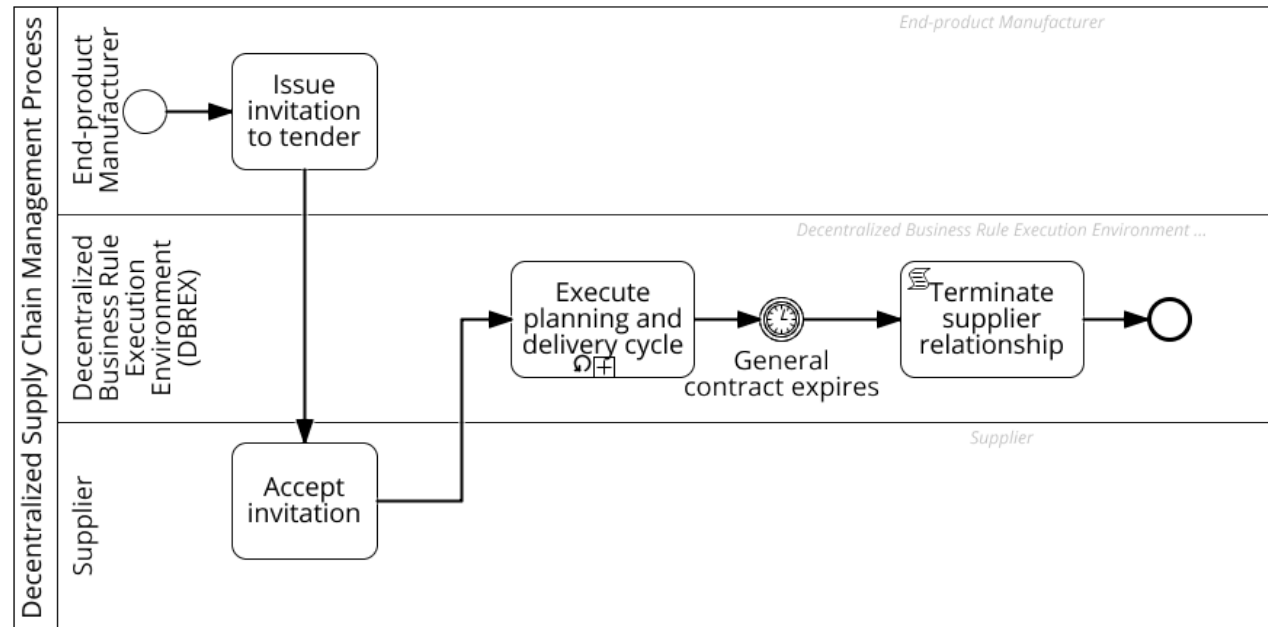 Decentralized Supply Chain Management Process
End-product
Manufacturer
End-product Manufacturer
Issue
invitation
to tender
Decentralized
Business Rule
Execution
Environment
(DBREX)
Decentralized Business Rule Execution Environment ...
Execute
planning and
delivery cycle
General
contract expires
Terminate
supplier
relationship
Supplier
Supplier
Accept
invitation